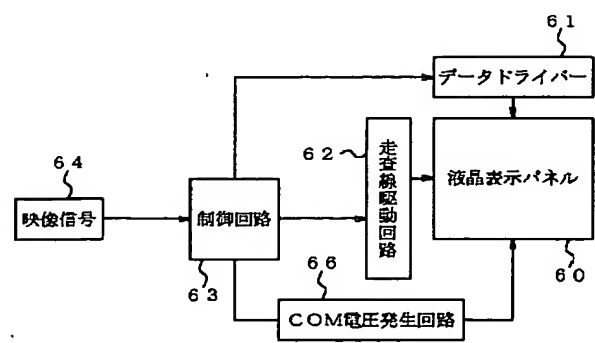 61
データドライバー
62
走査線駆動回路
液晶表示パネル
60
64
映像信号
制御回路
63
66
COM電圧発生回路